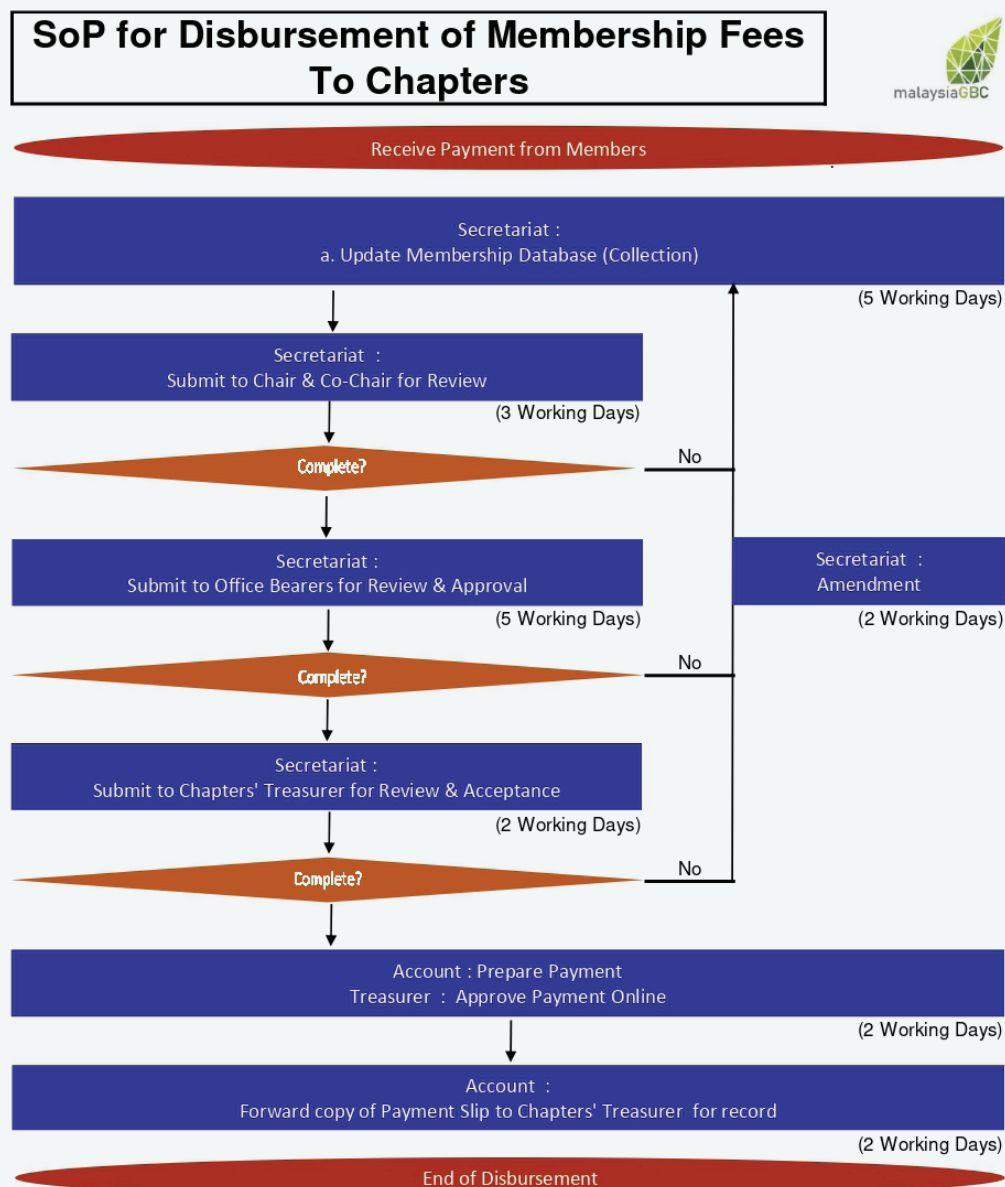 SoP for Disbursement of Membership Fees
To Chapters
malaysiaGBC
Receive Payment from Members
Secretariat :
a. Update Membership Database (Collection)
(5 Working Days)
Secretariat :
Submit to Chair & Co-Chair for Review
(3 Working Days)
Complete?
No
Secretariat :
Submit to Office Bearers for Review & Approval
(5 Working Days)
Secretariat :
Amendment
(2 Working Days)
Complete?
No
Secretariat :
Submit to Chapters' Treasurer for Review & Acceptance
(2 Working Days)
Complete?
No
Account : Prepare Payment
Treasurer : Approve Payment Online
(2 Working Days)
Account :
Forward copy of Payment Slip to Chapters' Treasurer for record
(2 Working Days)
End of Disbursement